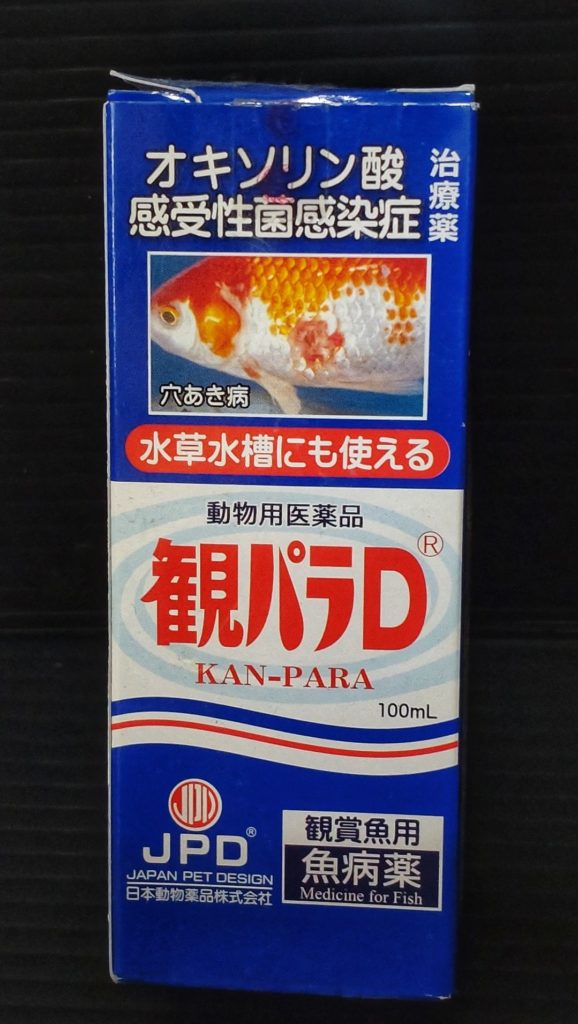 オキソリン酸
感受性菌感染症
治療薬
穴あき病
水草水槽にも使える
動物用医薬品
観パラD®
KAN-PARA
100mL
JPD®
JAPAN PET DESIGN
日本動物薬品株式会社
観賞魚用
魚病薬
Medicine for Fish